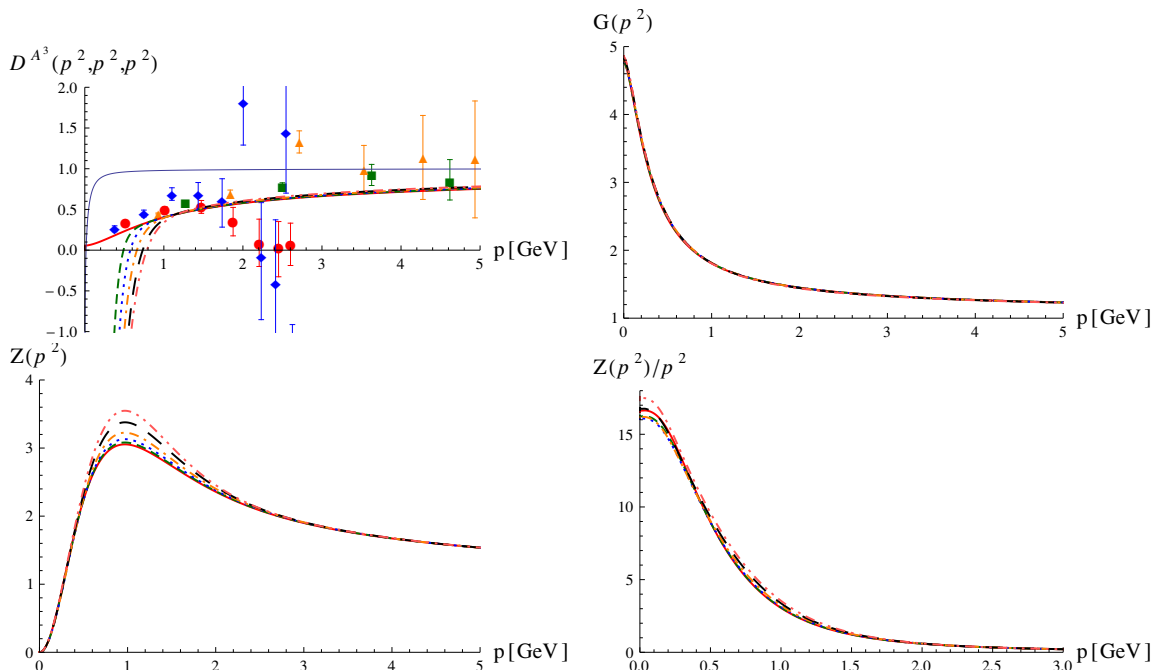 D^{A^3}(p^2,p^2,p^2)
2.0
1.5
1.0
0.5
0.0
−0.5
−1.0
1 2 3 4 5
p[GeV]
G(p^2)
5
4
3
2
1
0 1 2 3 4 5
p[GeV]
Z(p^2)
4
3
2
1
0
0 1 2 3 4 5
p[GeV]
Z(p^2)/p^2
15
10
5
0
0.0 0.5 1.0 1.5 2.0 2.5 3.0
p[GeV]